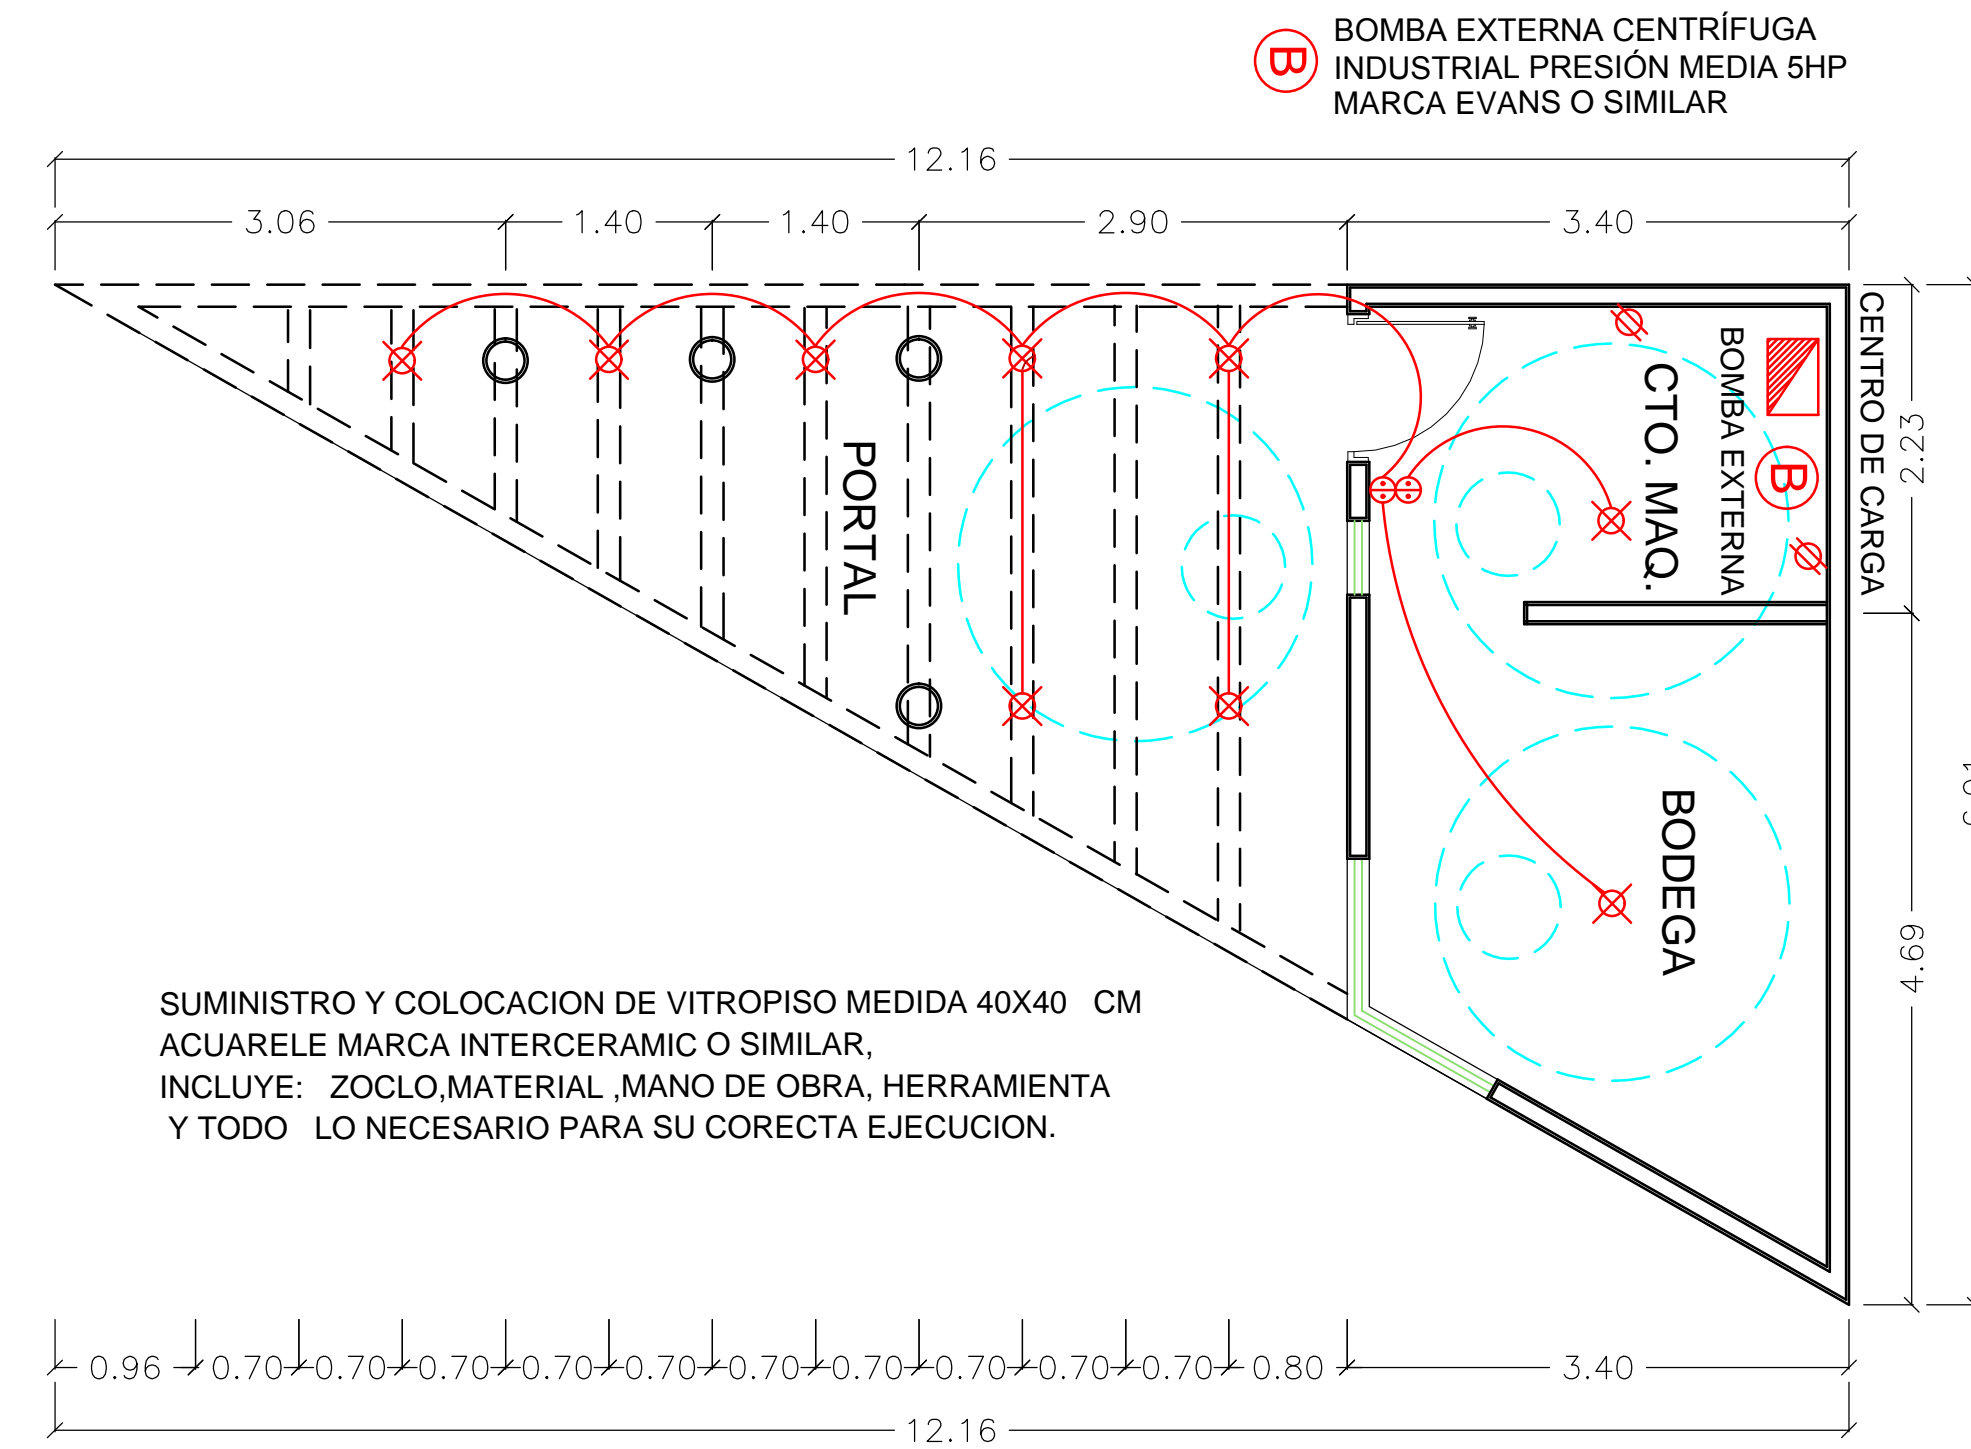 B
BOMBA EXTERNA CENTRÍFUGA
INDUSTRIAL PRESIÓN MEDIA 5HP
MARCA EVANS O SIMILAR
12.16
3.06
1.40
1.40
2.90
3.40
CENTRO DE CARGA
BOMBA EXTERNA
CTO. MAQ.
B
2.23
PORTAL
BODEGA
4.69
SUMINISTRO Y COLOCACION DE VITROPISO MEDIDA 40X40 CM
ACUARELE MARCA INTERCERAMIC O SIMILAR,
INCLUYE: ZOCLO,MATERIAL ,MANO DE OBRA, HERRAMIENTA
Y TODO LO NECESARIO PARA SU CORECTA EJECUCION.
0.96
0.70
0.70
0.70
0.70
0.70
0.70
0.70
0.70
0.70
0.70
0.80
3.40
12.16